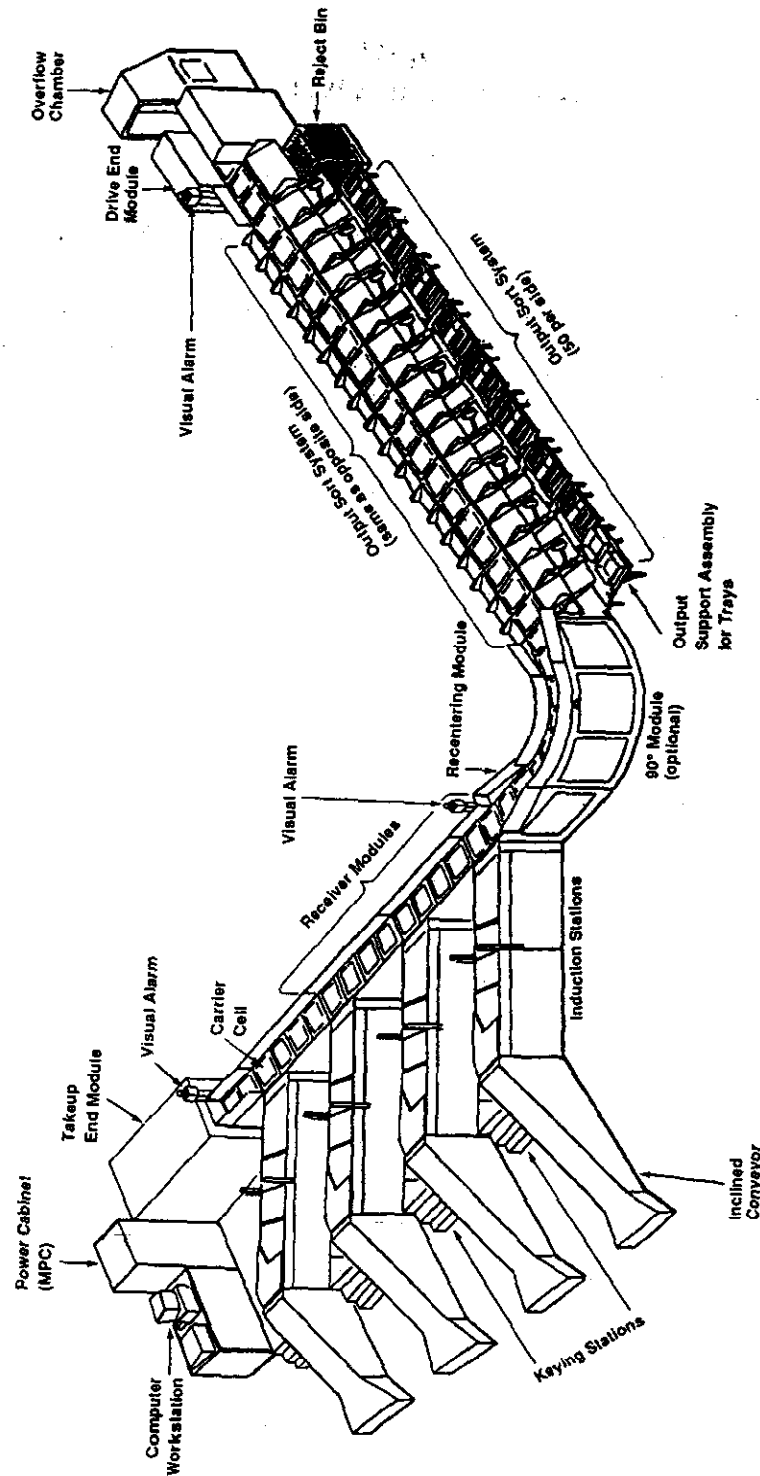 Overflow
Chamber
Drive End
Module
Visual Alarm
Reject Bin
Output Sort System
(50 per side)
Output Sort System
(same as opposite side)
Output
Support Assembly
for Trays
90° Module
(optional)
Recentering Module
Visual Alarm
Receiver Modules
Induction Stations
Carrier
Cell
Visual Alarm
Takeup
End Module
Power Cabinet
(MPC)
Computer
Workstation
Keying Stations
Inclined
Conveyor